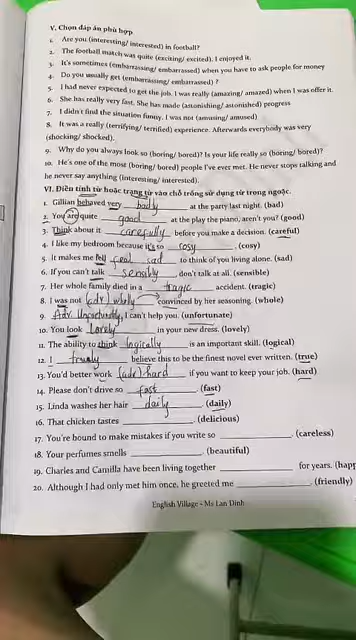 V. Chọn đáp án phù hợp
1. Are you (interesting/ interested) in football?
2. The football match was quite (exciting/ excited). I enjoyed it.
3. It's sometimes (embarrassing/ embarrassed) when you have to ask people for money
4. Do you usually get (embarrassing/ embarrassed) ?
5. I had never expected to get the job. I was really (amazing/ amazed) when I was offer it.
6. She has really very fast. She has made (astonishing/ astonished) progress
7. I didn't find the situation funny. I was not (amusing/ amused)
8. It was a really (terrifying/ terrified) experience. Afterwards everybody was very
(shocking/ shocked).
9. Why do you always look so (boring/ bored)? Is your life really so (boring/ bored)?
10. He's one of the most (boring/ bored) people I've ever met. He never stops talking and
he never say anything (interesting/ interested).
VI. Điền tính từ hoặc trạng từ vào chỗ trống sử dụng từ trong ngoặc.
1. Gillian behaved very badly at the party last night. (bad)
2. You are quite good at the play the piano, aren't you? (good)
3. Think about it carefully before you make a decision. (careful)
4. I like my bedroom because it's so cosy. (cosy)
5. It makes me fell sad to think of you living alone. (sad)
6. If you can't talk sensibly don't talk at all. (sensible)
7. Her whole family died in a tragic accident. (tragic)
8. I was not (adv) wholy convinced by her reasoning. (whole)
9. Adv Unfortunatly, I can't help you. (unfortunate)
10. You look lovely in your new dress. (lovely)
11. The ability to think logically is an important skill. (logical)
12. I truely believe this to be the finest novel ever written. (true)
13. You'd better work (adv) hard if you want to keep your job. (hard)
14. Please don't drive so fast. (fast)
15. Linda washes her hair daily. (daily)
16. That chicken tastes ______. (delicious)
17. You're bound to make mistakes if you write so ______. (careless)
18. Your perfumes smells ______. (beautiful)
19. Charles and Camilla have been living together ______ for years. (happ
20. Although I had only met him once, he greeted me ______. (friendly)
English Village - Ms Lan Dinh